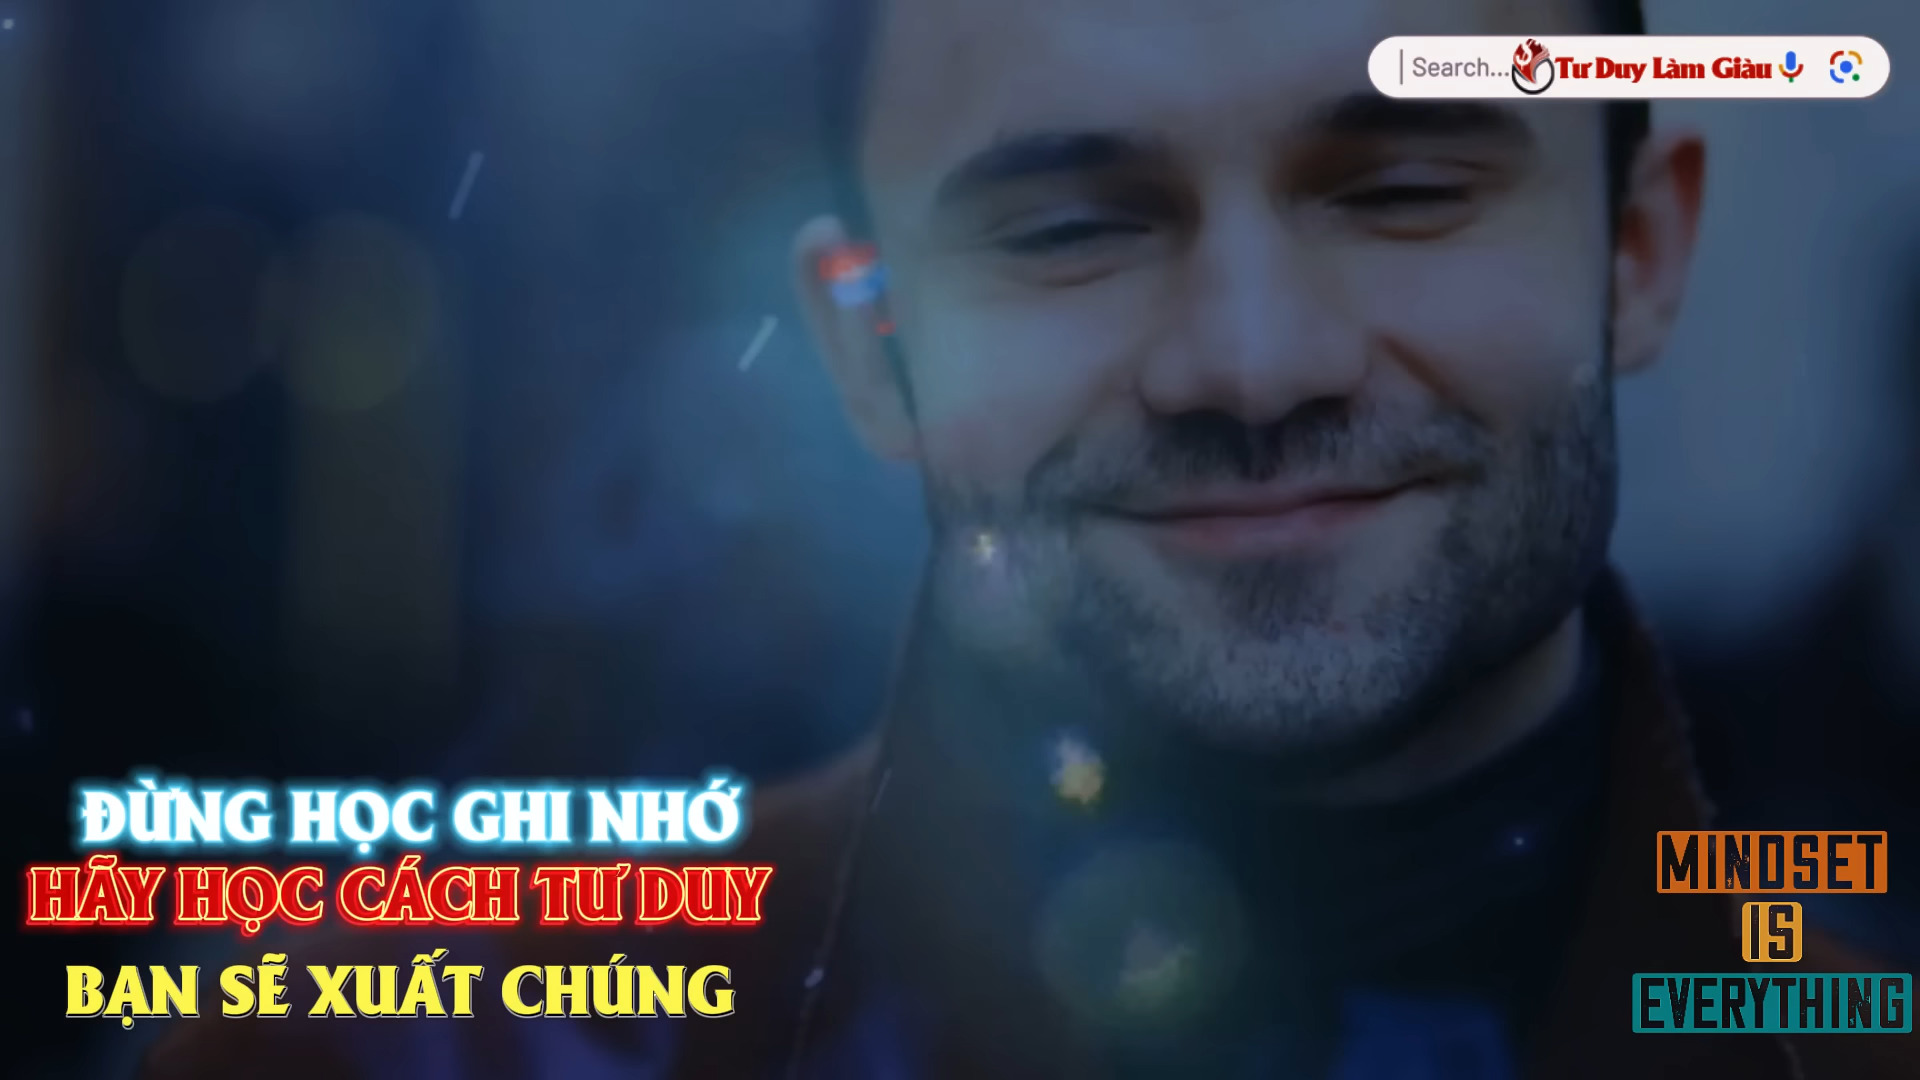 Search... Tư Duy Làm Giàu
ĐỪNG HỌC GHI NHỚ
HÃY HỌC CÁCH TƯ DUY
BẠN SẼ XUẤT CHÚNG
MINDSET
IS
EVERYTHING